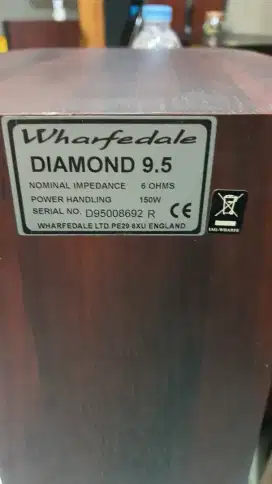 Wharfedale
DIAMOND 9.5
NOMINAL IMPEDANCE 6 OHMS
POWER HANDLING 150W
SERIAL NO. D95008692 R CE
WHARFEDALE LTD.PE29 6XU ENGLAND